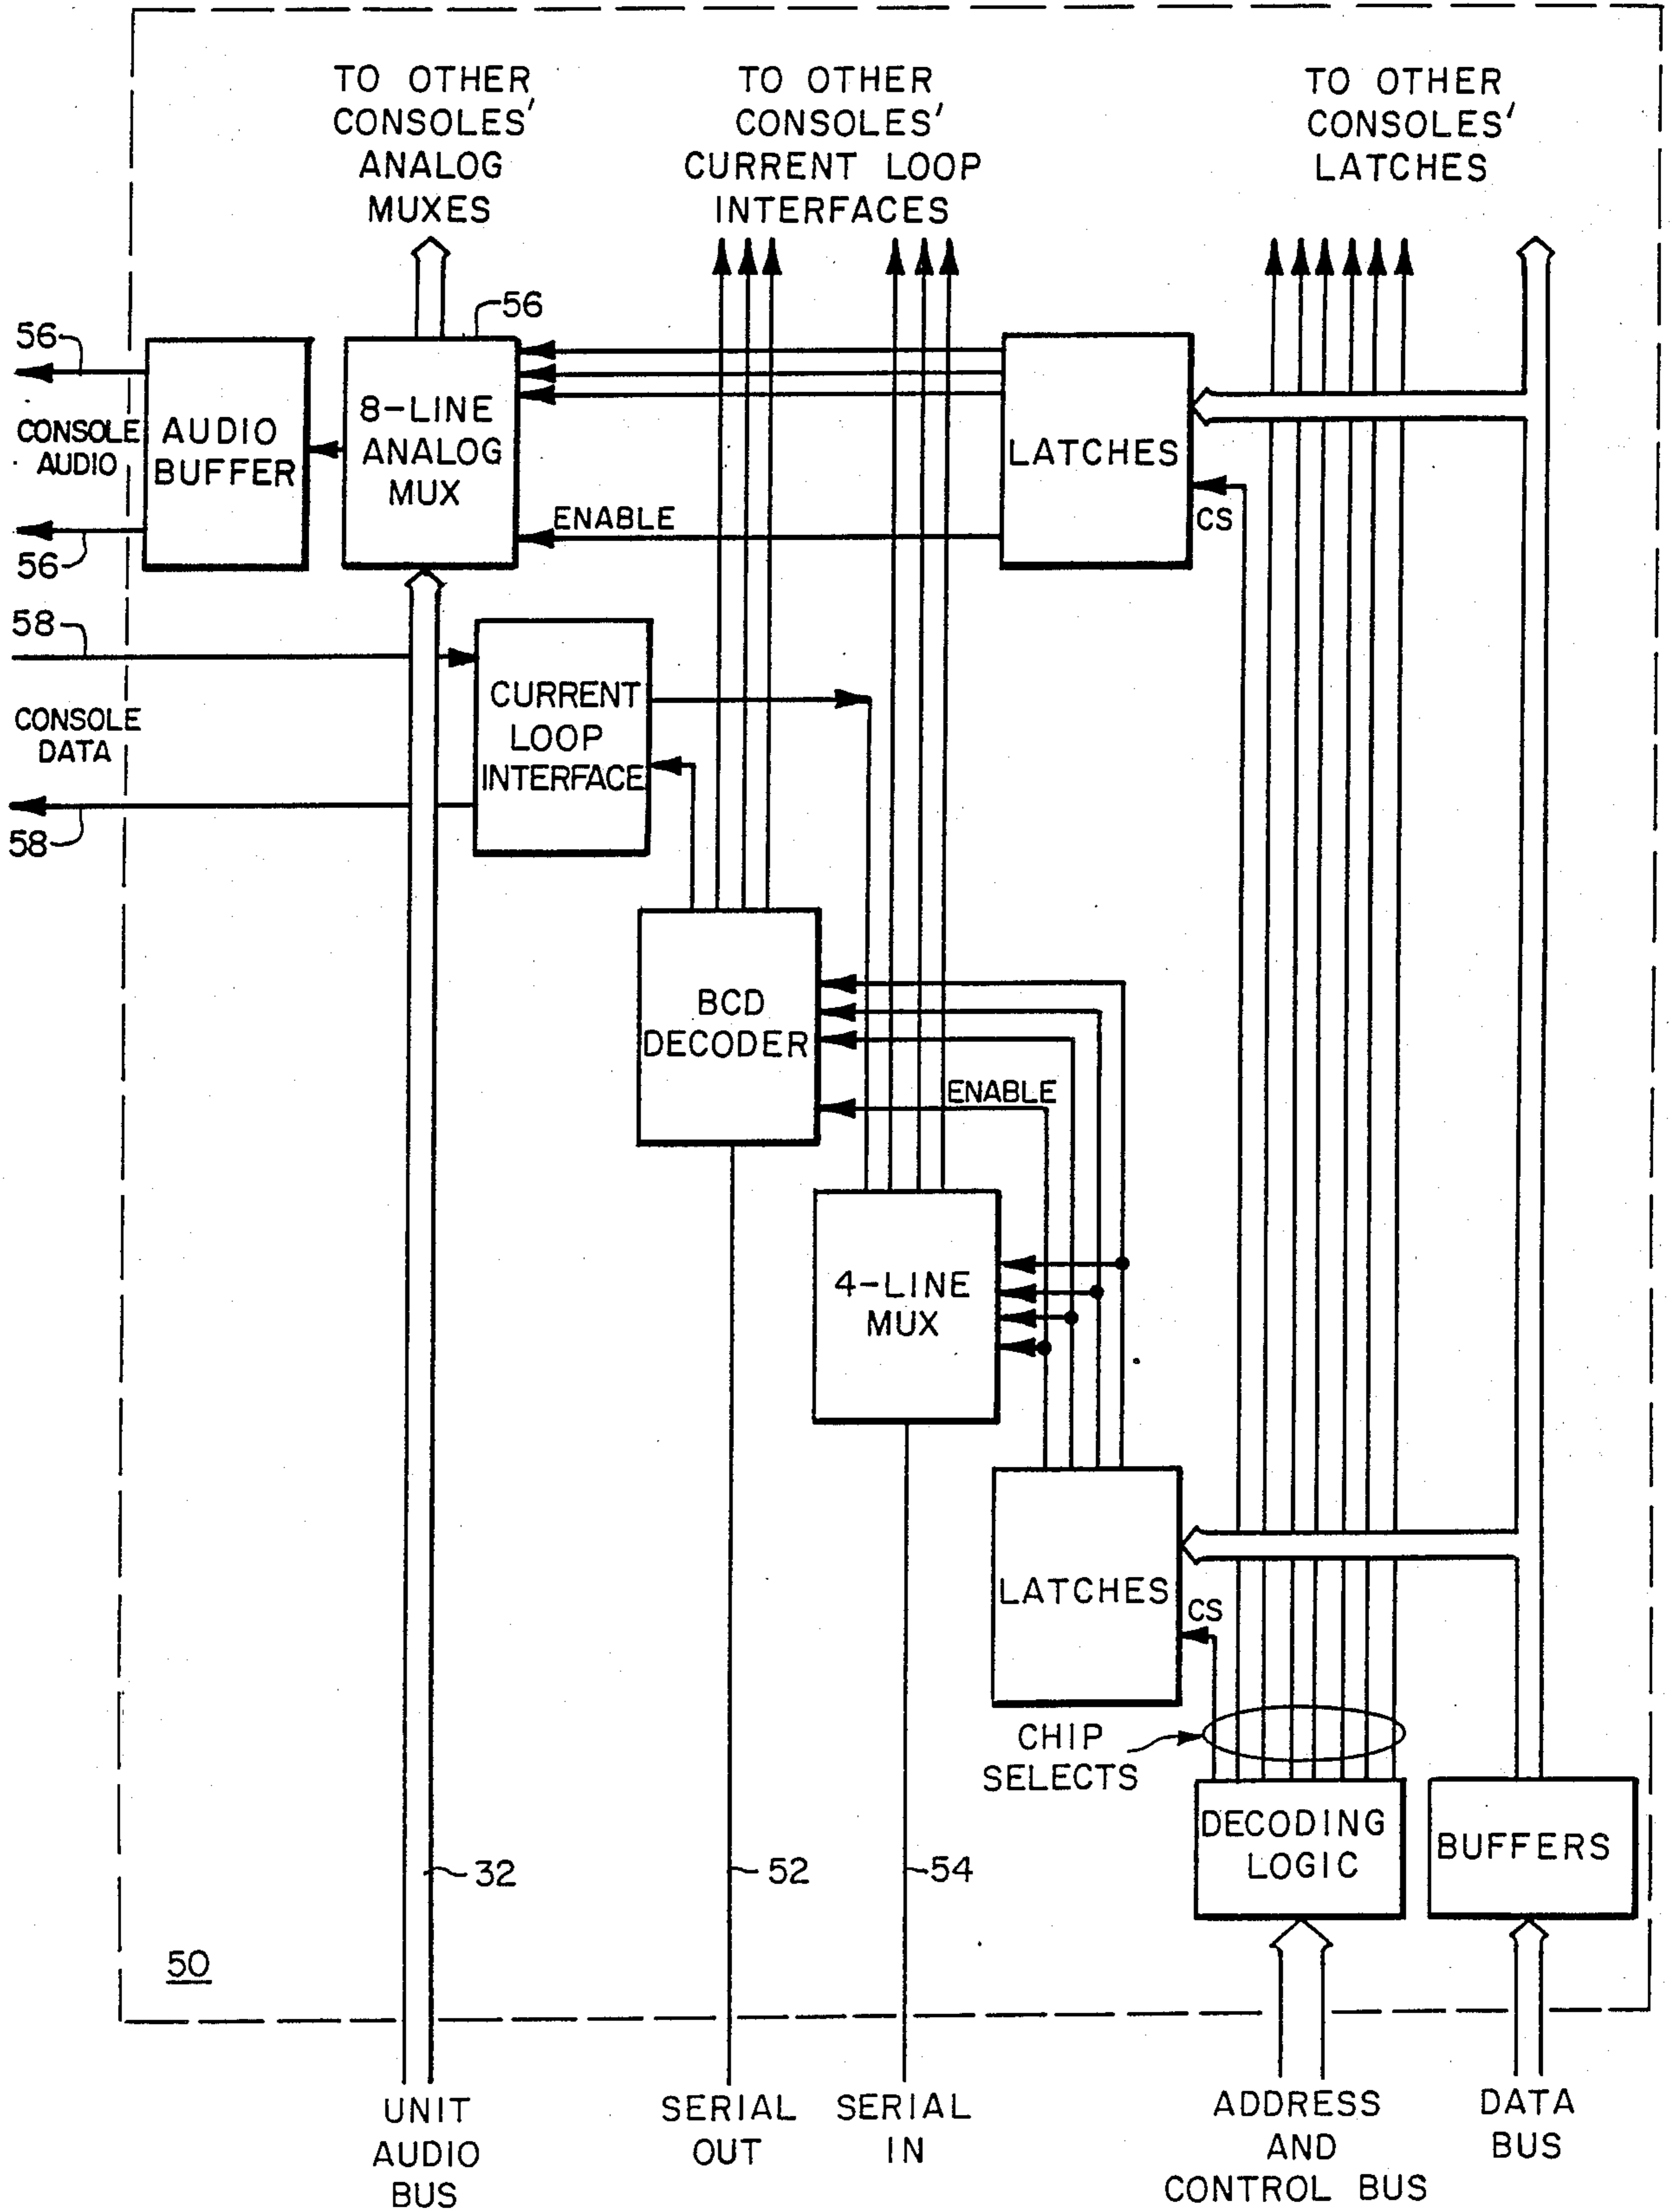 TO OTHER
CONSOLES'
ANALOG
MUXES
TO OTHER
CONSOLES'
CURRENT LOOP
INTERFACES
TO OTHER
CONSOLES'
LATCHES
56
56
CONSOLE
AUDIO
56
AUDIO
BUFFER
8-LINE
ANALOG
MUX
ENABLE
LATCHES
CS
58
CONSOLE
DATA
58
CURRENT
LOOP
INTERFACE
BCD
DECODER
ENABLE
4-LINE
MUX
LATCHES
CS
CHIP
SELECTS
DECODING
LOGIC
BUFFERS
32
52
54
50
UNIT
AUDIO
BUS
SERIAL
OUT
SERIAL
IN
ADDRESS
AND
CONTROL BUS
DATA
BUS